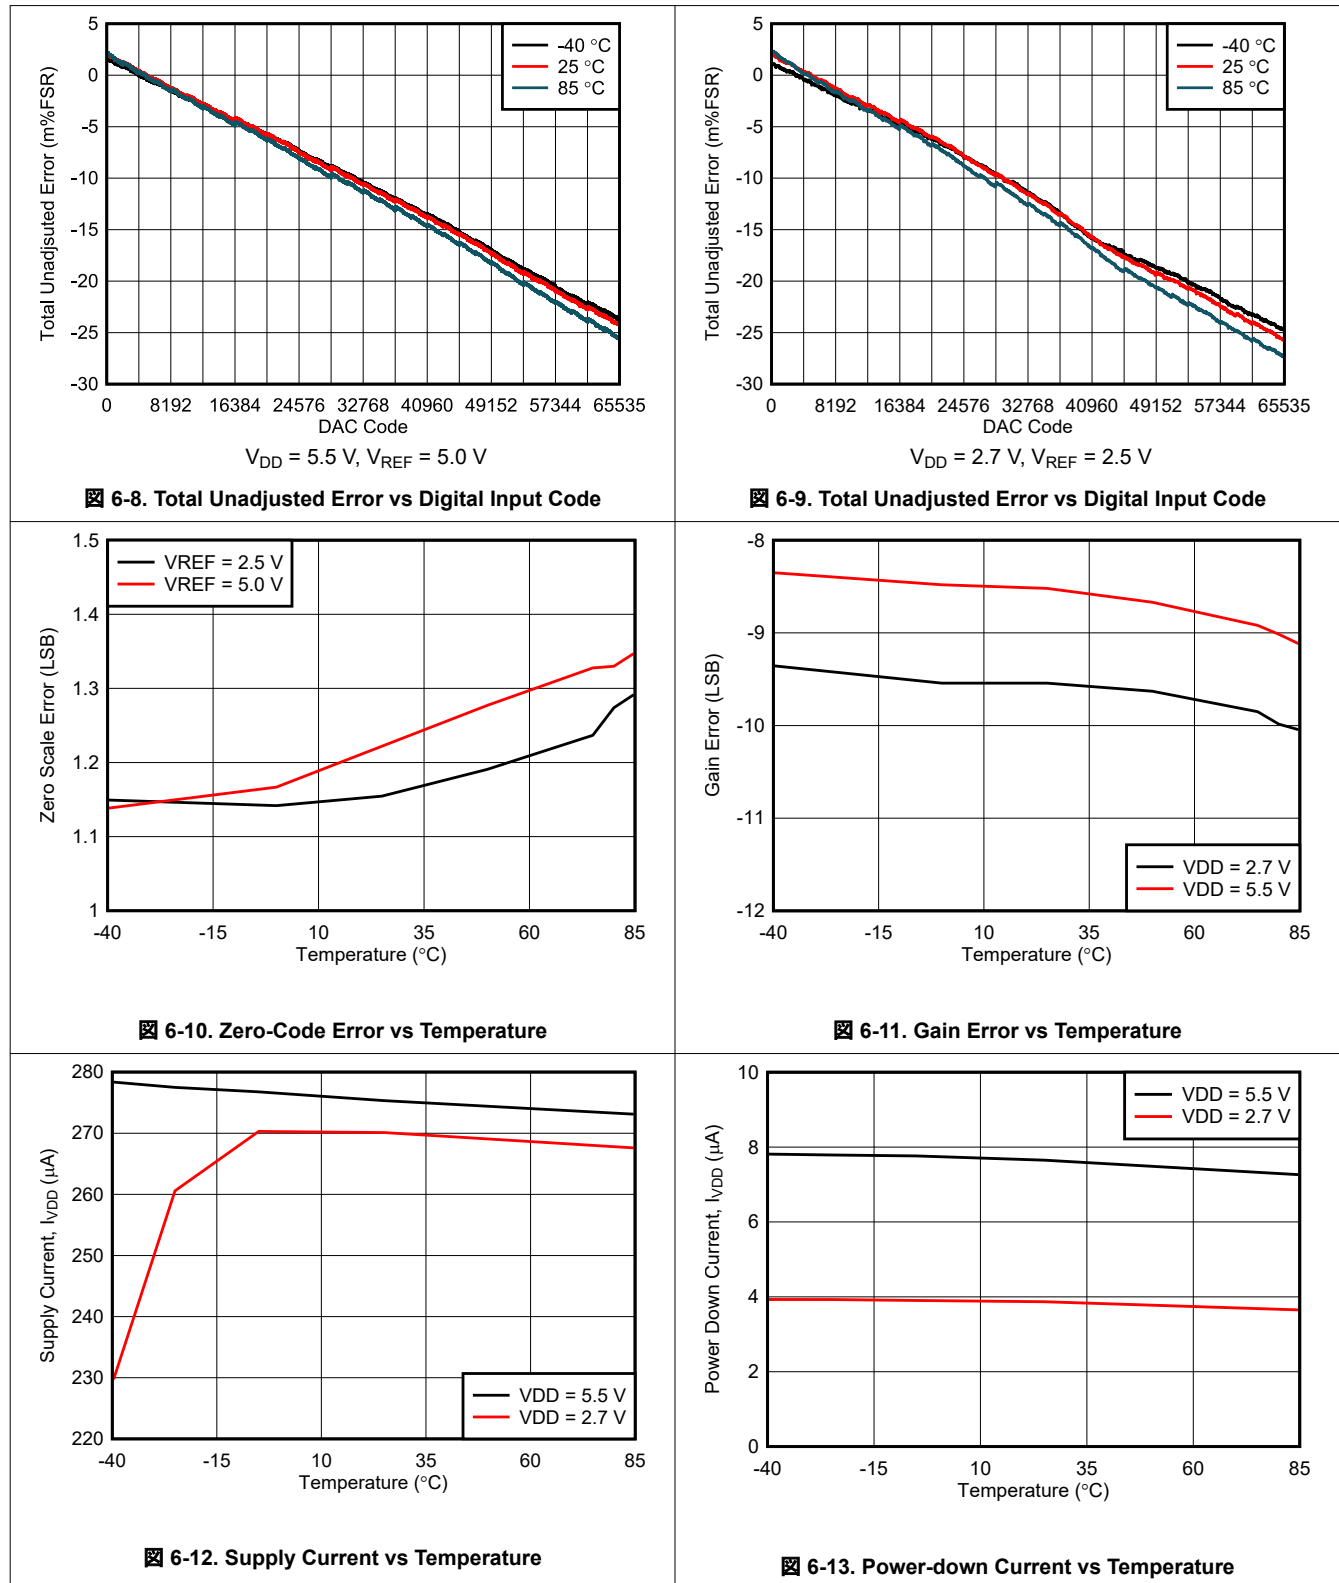 5
0
-5
-10
-15
-20
-25
-30
Total Unadjsuted Error (m%FSR)
-40 °C
25 °C
85 °C
0 8192 16384 24576 32768 40960 49152 57344 65535
DAC Code
VDD = 5.5 V, VREF = 5.0 V
図 6-8. Total Unadjusted Error vs Digital Input Code
5
0
-5
-10
-15
-20
-25
-30
Total Unadjusted Error (m%FSR)
-40 °C
25 °C
85 °C
0 8192 16384 24576 32768 40960 49152 57344 65535
DAC Code
VDD = 2.7 V, VREF = 2.5 V
図 6-9. Total Unadjusted Error vs Digital Input Code
1.5
1.4
1.3
1.2
1.1
1
Zero Scale Error (LSB)
VREF = 2.5 V
VREF = 5.0 V
-40 -15 10 35 60 85
Temperature (°C)
図 6-10. Zero-Code Error vs Temperature
-8
-9
-10
-11
-12
Gain Error (LSB)
VDD = 2.7 V
VDD = 5.5 V
-40 -15 10 35 60 85
Temperature (°C)
図 6-11. Gain Error vs Temperature
280
270
260
250
240
230
220
Supply Current, IVDD (µA)
VDD = 5.5 V
VDD = 2.7 V
-40 -15 10 35 60 85
Temperature (°C)
図 6-12. Supply Current vs Temperature
10
8
6
4
2
0
Power Down Current, IVDD (µA)
VDD = 5.5 V
VDD = 2.7 V
-40 -15 10 35 60 85
Temperature (°C)
図 6-13. Power-down Current vs Temperature